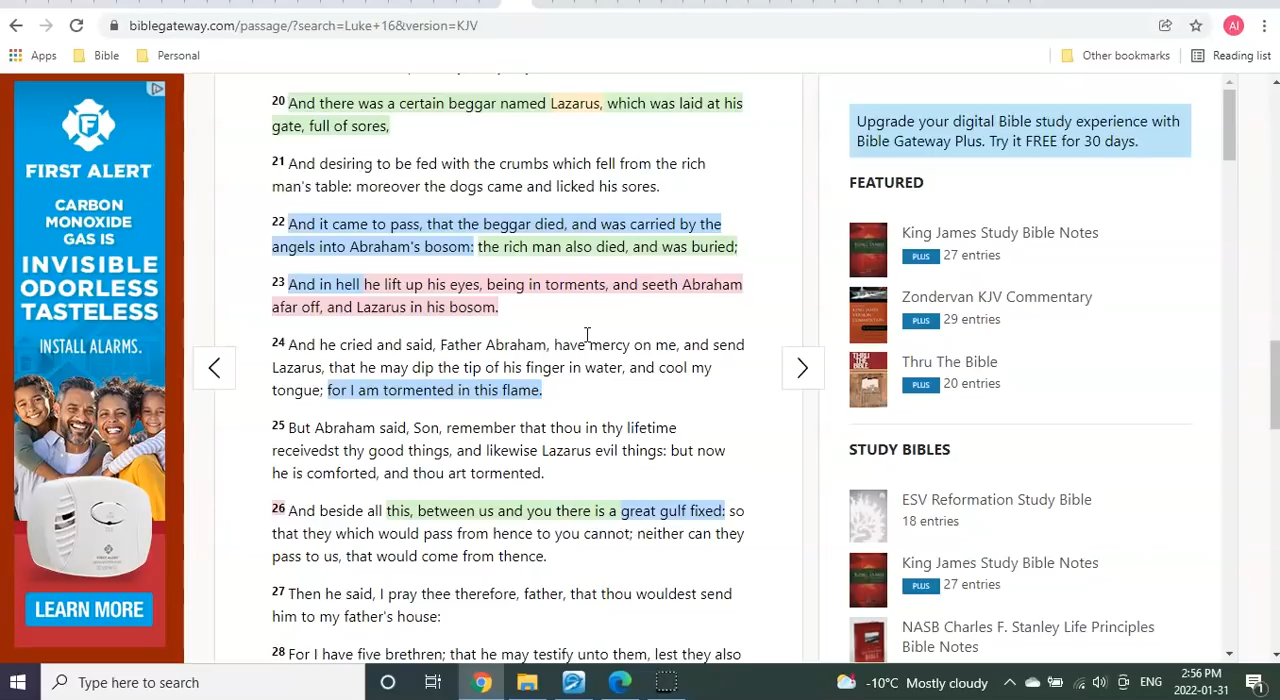 biblegateway.com/passage/?search=Luke+16&version=KJV
AI
Apps
Bible
Personal
Other bookmarks
Reading list
FIRST ALERT
CARBON
MONOXIDE
GAS IS
INVISIBLE
ODORLESS
TASTELESS
INSTALL ALARMS.
LEARN MORE
20 And there was a certain beggar named Lazarus, which was laid at his
gate, full of sores,
21 And desiring to be fed with the crumbs which fell from the rich
man's table: moreover the dogs came and licked his sores.
22 And it came to pass, that the beggar died, and was carried by the
angels into Abraham's bosom: the rich man also died, and was buried;
23 And in hell he lift up his eyes, being in torments, and seeth Abraham
afar off, and Lazarus in his bosom.
24 And he cried and said, Father Abraham, have mercy on me, and send
Lazarus, that he may dip the tip of his finger in water, and cool my
tongue; for I am tormented in this flame.
25 But Abraham said, Son, remember that thou in thy lifetime
receivedst thy good things, and likewise Lazarus evil things: but now
he is comforted, and thou art tormented.
26 And beside all this, between us and you there is a great gulf fixed: so
that they which would pass from hence to you cannot; neither can they
pass to us, that would come from thence.
27 Then he said, I pray thee therefore, father, that thou wouldest send
him to my father's house:
28 For I have five brethren; that he may testify unto them, lest they also
Upgrade your digital Bible study experience with
Bible Gateway Plus. Try it FREE for 30 days.
FEATURED
King James Study Bible Notes
PLUS 27 entries
Zondervan KJV Commentary
PLUS 29 entries
Thru The Bible
PLUS 20 entries
STUDY BIBLES
ESV Reformation Study Bible
18 entries
King James Study Bible Notes
PLUS 27 entries
NASB Charles F. Stanley Life Principles
Bible Notes
Type here to search
-10°C Mostly cloudy
ENG
2:56 PM
2022-01-31